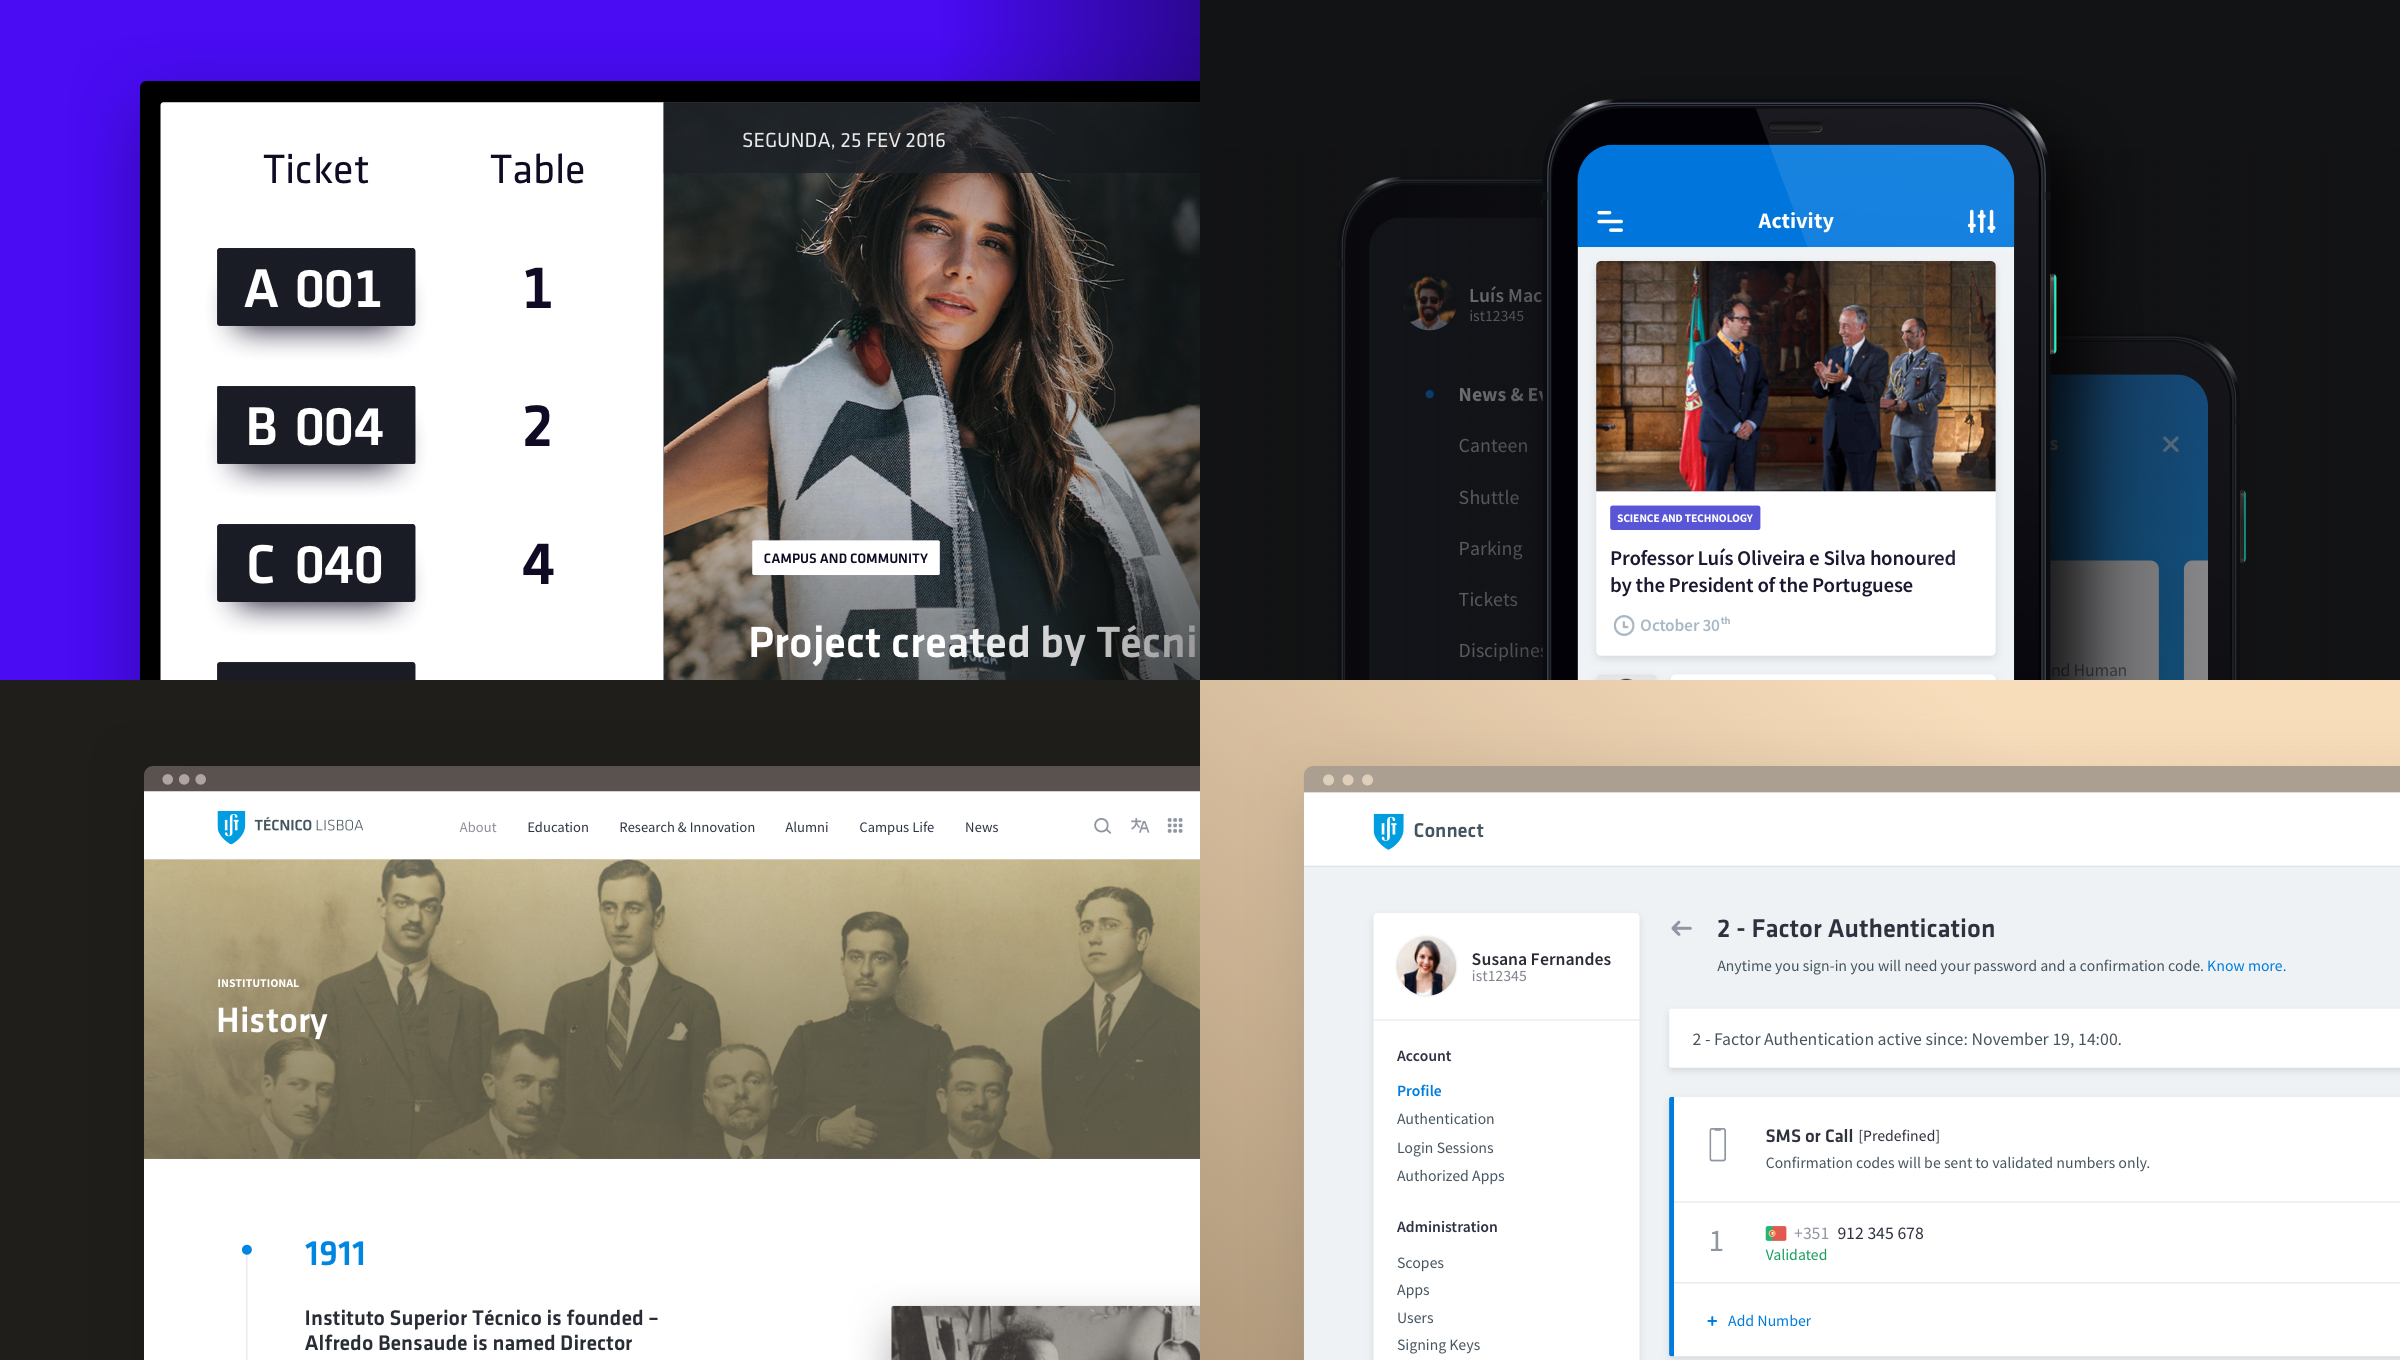 SEGUNDA, 25 FEV 2016
Ticket Table
A 001 1
B 004 2
C 040 4
CAMPUS AND COMMUNITY
Project created by Técni
Luís Mac
ist12345
News & Ev
Canteen
Shuttle
Parking
Tickets
Disciplines
Activity
SCIENCE AND TECHNOLOGY
Professor Luís Oliveira e Silva honoured
by the President of the Portuguese
October 30th
s
nd Human
TÉCNICO LISBOA
About Education Research & Innovation Alumni Campus Life News
INSTITUTIONAL
History
1911
Instituto Superior Técnico is founded –
Alfredo Bensaude is named Director
Connect
Susana Fernandes
ist12345
Account
Profile
Authentication
Login Sessions
Authorized Apps
Administration
Scopes
Apps
Users
Signing Keys
2 - Factor Authentication
Anytime you sign-in you will need your password and a confirmation code. Know more.
2 - Factor Authentication active since: November 19, 14:00.
SMS or Call [Predefined]
Confirmation codes will be sent to validated numbers only.
1 +351 912 345 678
Validated
+ Add Number